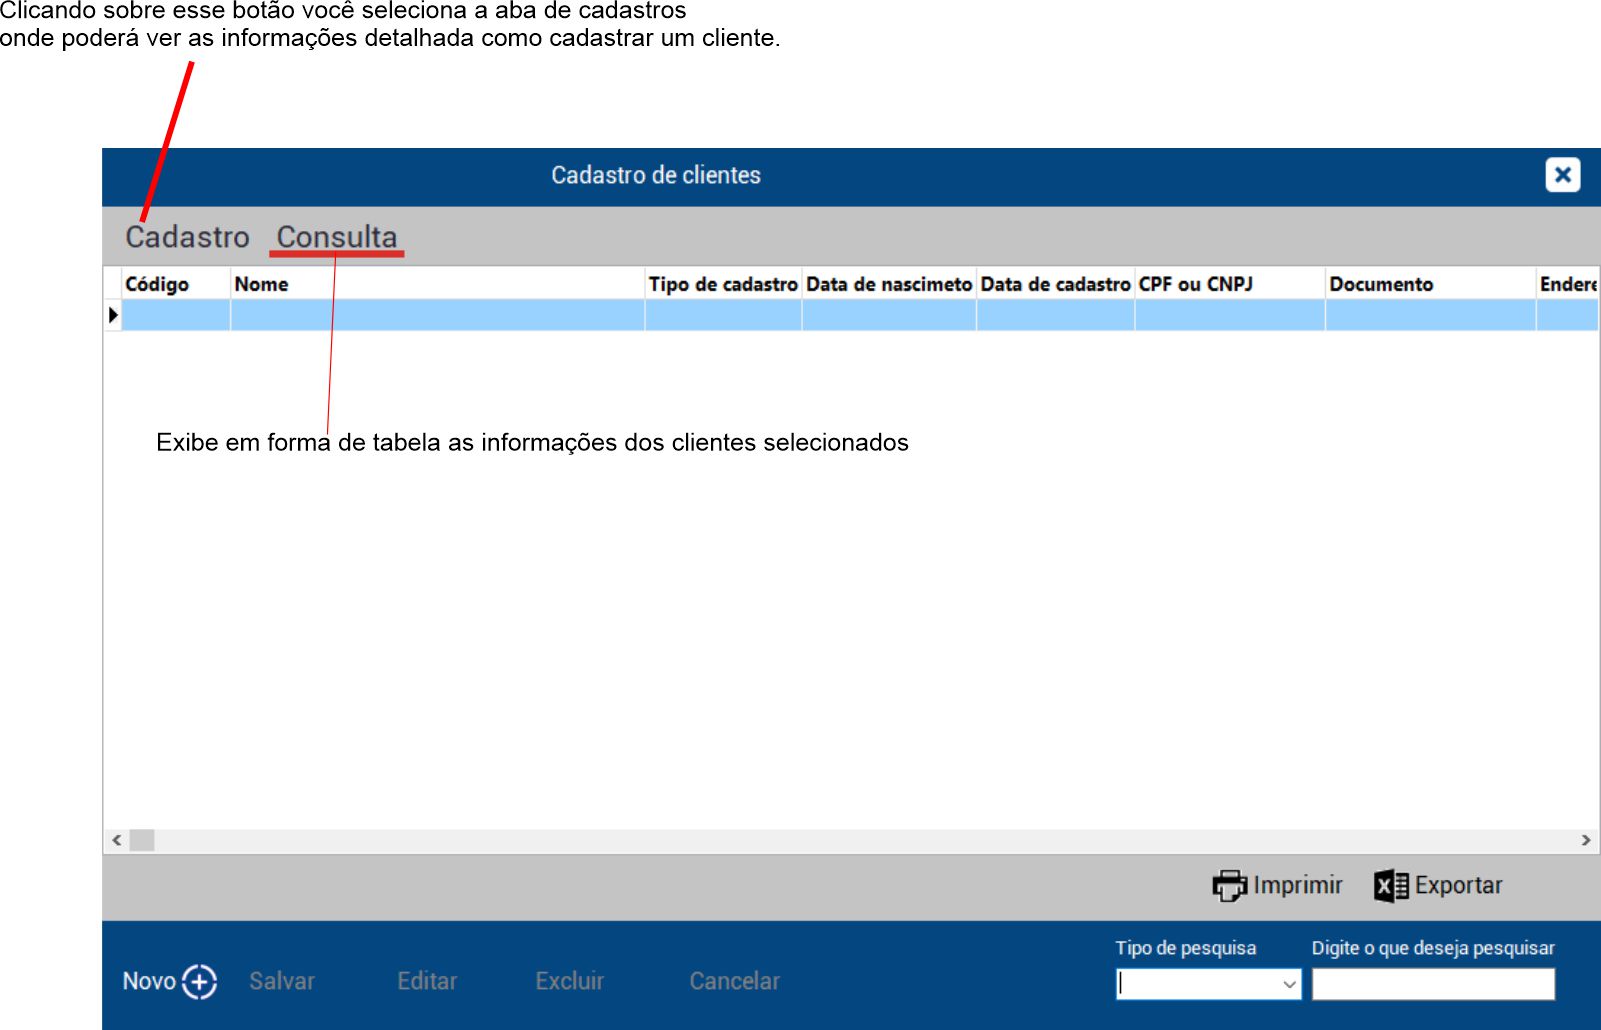 Clicando sobre esse botão você seleciona a aba de cadastros
onde poderá ver as informações detalhada como cadastrar um cliente.
Cadastro de clientes
Cadastro Consulta
Código Nome Tipo de cadastro Data de nascimeto Data de cadastro CPF ou CNPJ Documento Endere
Exibe em forma de tabela as informações dos clientes selecionados
Imprimir Exportar
Tipo de pesquisa Digite o que deseja pesquisar
Novo Salvar Editar Excluir Cancelar